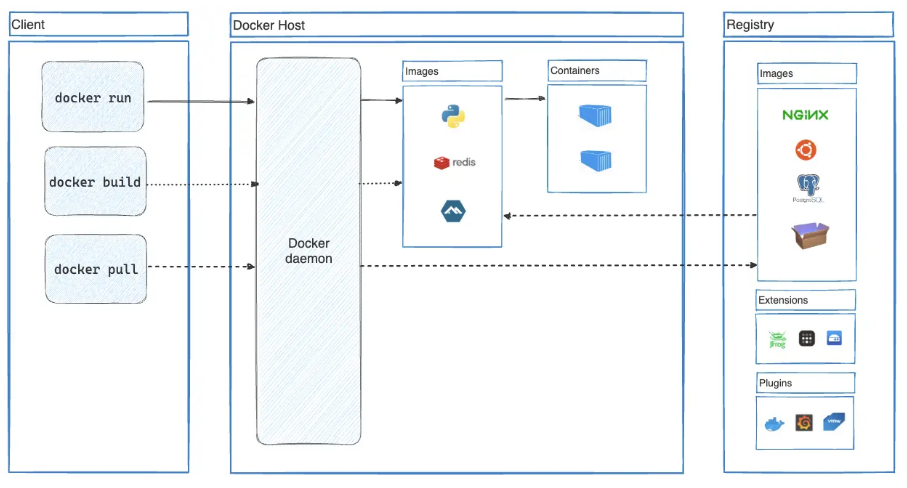 Client
docker run
docker build
docker pull
Docker Host
Docker
daemon
Images
redis
Containers
Registry
Images
NGINX
PostgreSQL
Extensions
JFrog
Plugins